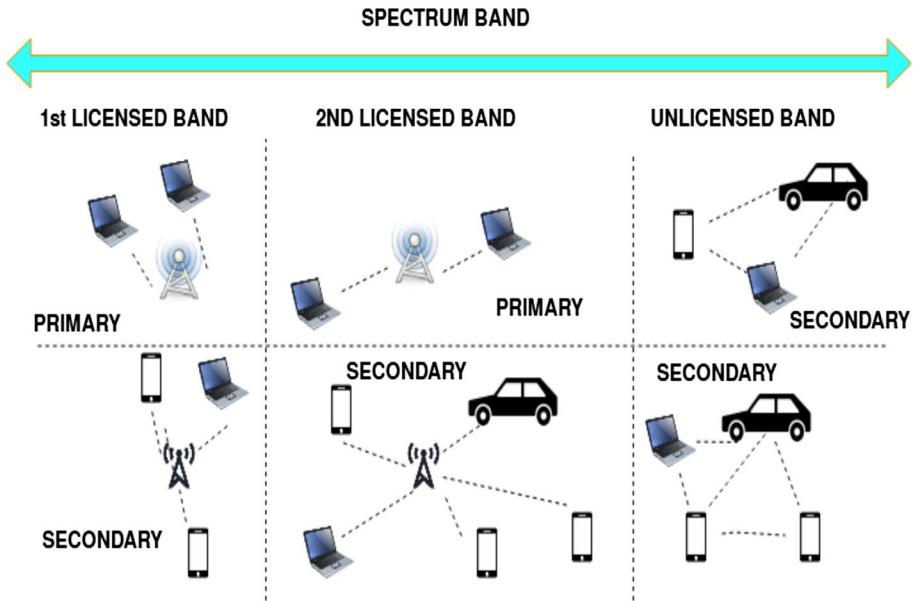 SPECTRUM BAND
1st LICENSED BAND
2ND LICENSED BAND
UNLICENSED BAND
PRIMARY
PRIMARY
SECONDARY
SECONDARY
SECONDARY
SECONDARY